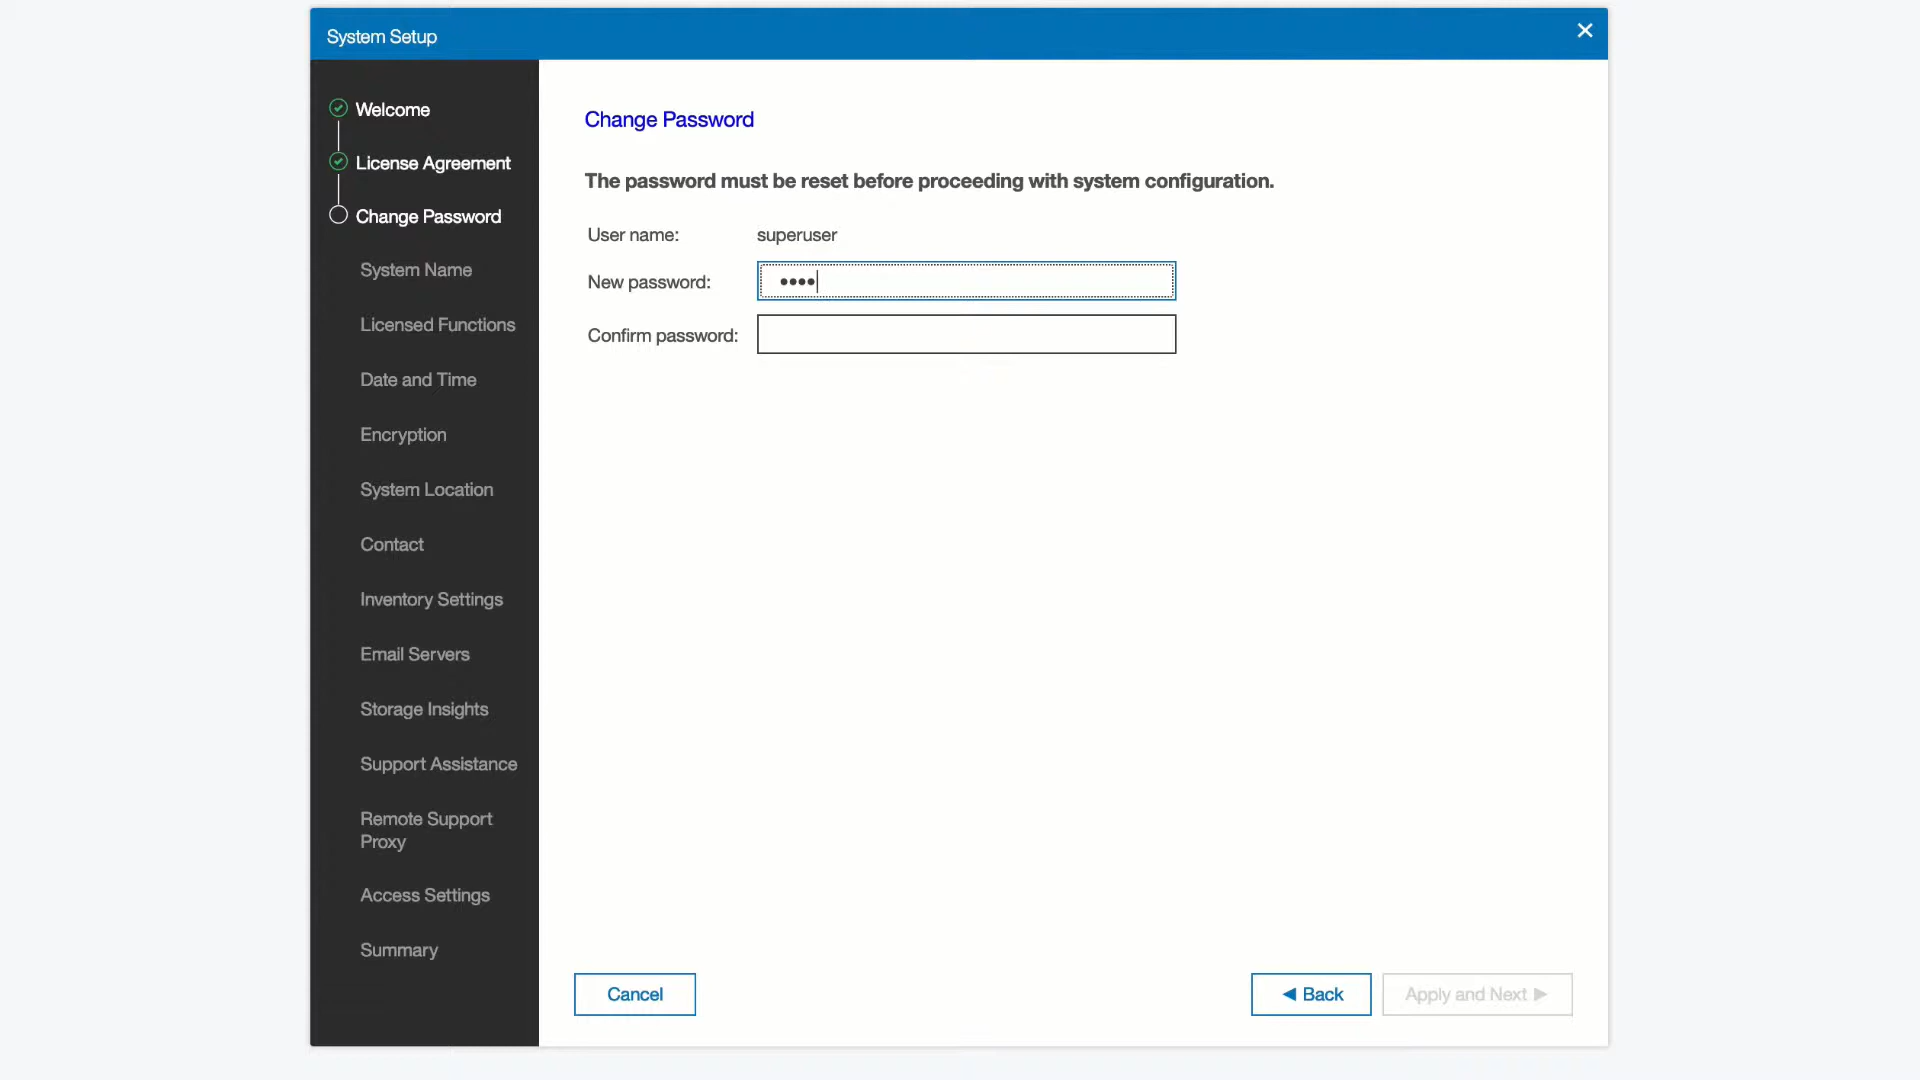 System Setup
Welcome
License Agreement
Change Password
System Name
Licensed Functions
Date and Time
Encryption
System Location
Contact
Inventory Settings
Email Servers
Storage Insights
Support Assistance
Remote Support
Proxy
Access Settings
Summary
Change Password
The password must be reset before proceeding with system configuration.
User name: superuser
New password: ••••
Confirm password:
Cancel
Back
Apply and Next